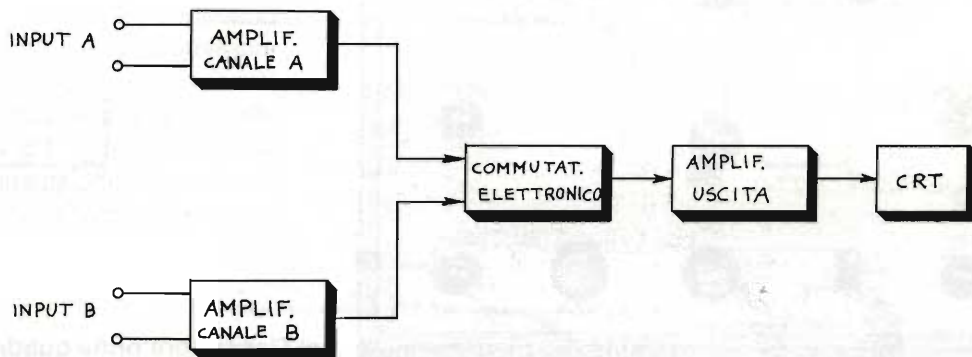 INPUT A
AMPLIF.
CANALE A
COMMUTAT.
ELETTRONICO
AMPLIF.
USCITA
CRT
INPUT B
AMPLIF.
CANALE B